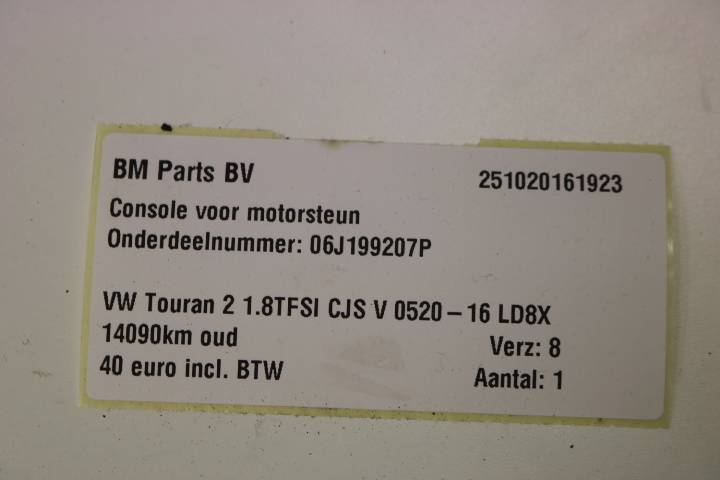 BM Parts BV 251020161923
Console voor motorsteun
Onderdeelnummer: 06J199207P
VW Touran 2 1.8TFSI CJS V 0520-16 LD8X
14090km oud Verz: 8
40 euro incl. BTW Aantal: 1